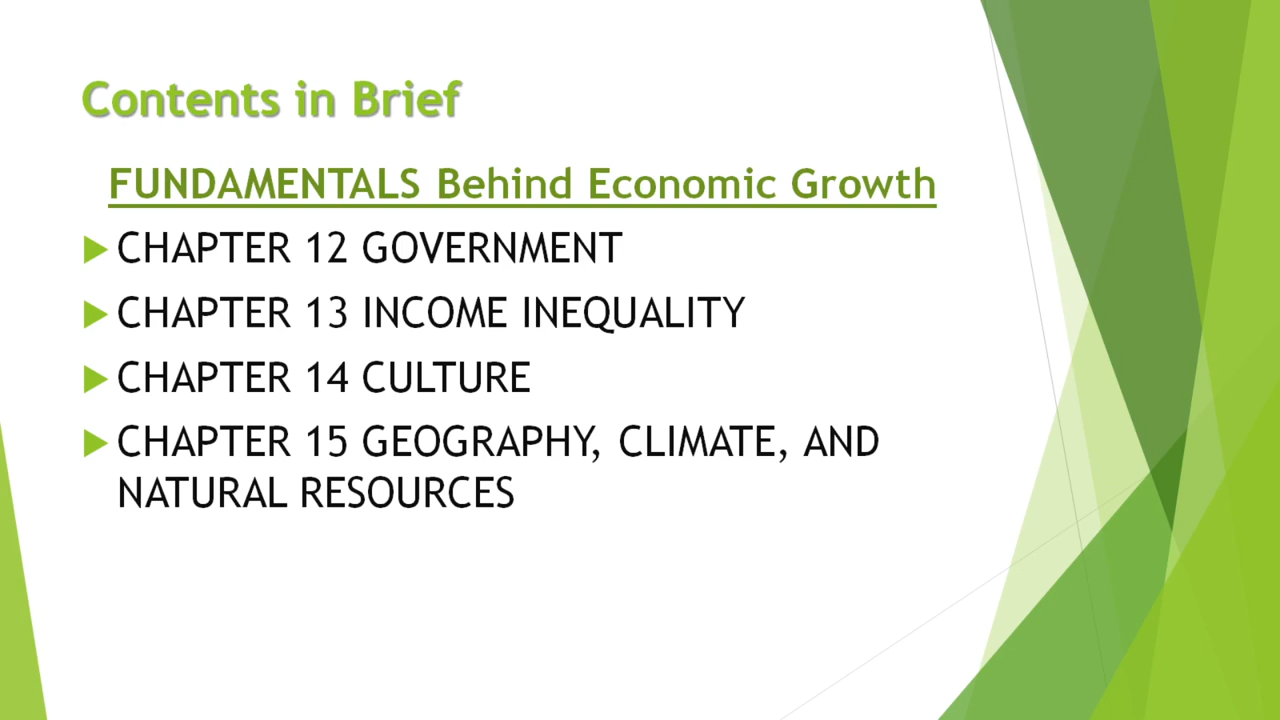 Contents in Brief
FUNDAMENTALS Behind Economic Growth
CHAPTER 12 GOVERNMENT
CHAPTER 13 INCOME INEQUALITY
CHAPTER 14 CULTURE
CHAPTER 15 GEOGRAPHY, CLIMATE, AND
NATURAL RESOURCES